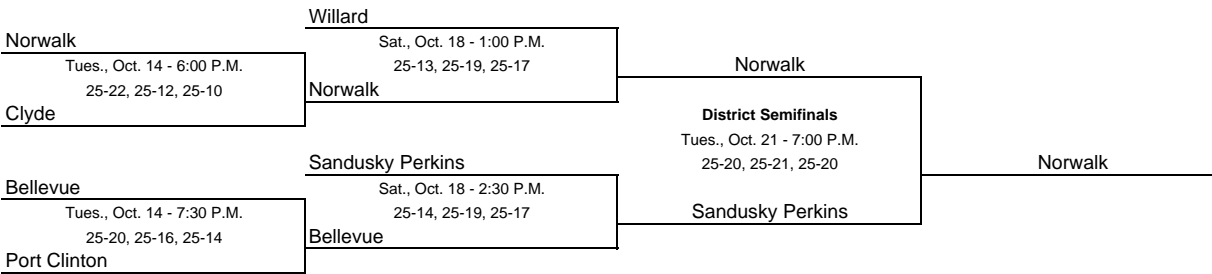 Willard
Norwalk
Sat., Oct. 18 - 1:00 P.M.
Tues., Oct. 14 - 6:00 P.M.
25-13, 25-19, 25-17
Norwalk
25-22, 25-12, 25-10
Norwalk
Clyde
District Semifinals
Tues., Oct. 21 - 7:00 P.M.
Sandusky Perkins
25-20, 25-21, 25-20
Norwalk
Bellevue
Sat., Oct. 18 - 2:30 P.M.
Tues., Oct. 14 - 7:30 P.M.
25-14, 25-19, 25-17
Sandusky Perkins
25-20, 25-16, 25-14
Bellevue
Port Clinton